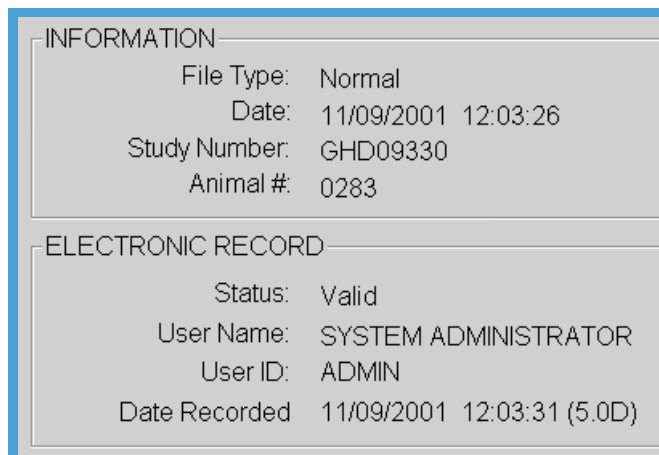 INFORMATION
File Type: Normal
Date: 11/09/2001 12:03:26
Study Number: GHD09330
Animal #: 0283
ELECTRONIC RECORD
Status: Valid
User Name: SYSTEM ADMINISTRATOR
User ID: ADMIN
Date Recorded 11/09/2001 12:03:31 (5.0D)